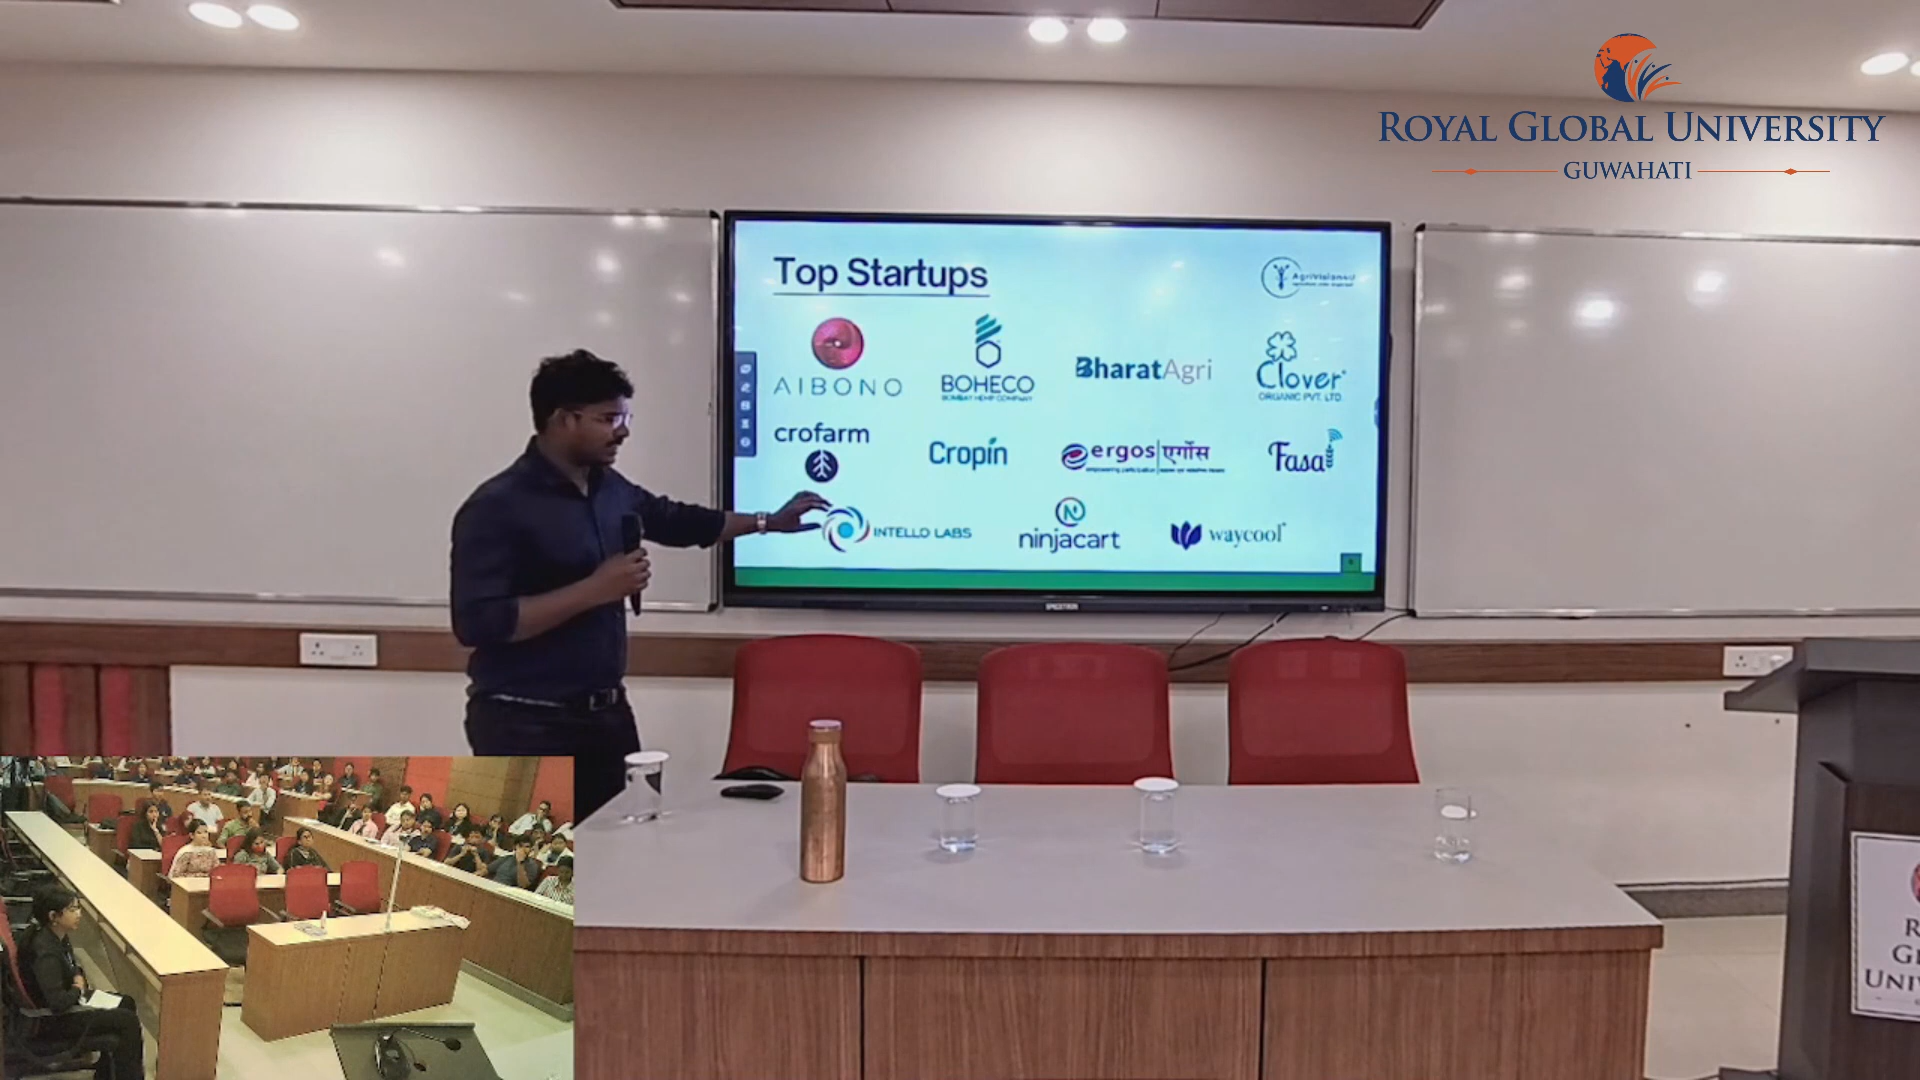 ROYAL GLOBAL UNIVERSITY
GUWAHATI
Top Startups
AIBONO
BOHECO
BOMBAY HEMP COMPANY
BharatAgri
Clover
ORGANIC PVT. LTD.
crofarm
Cropin
ergos एर्गोस
Fasal
INTELLO LABS
ninjacart
waycool